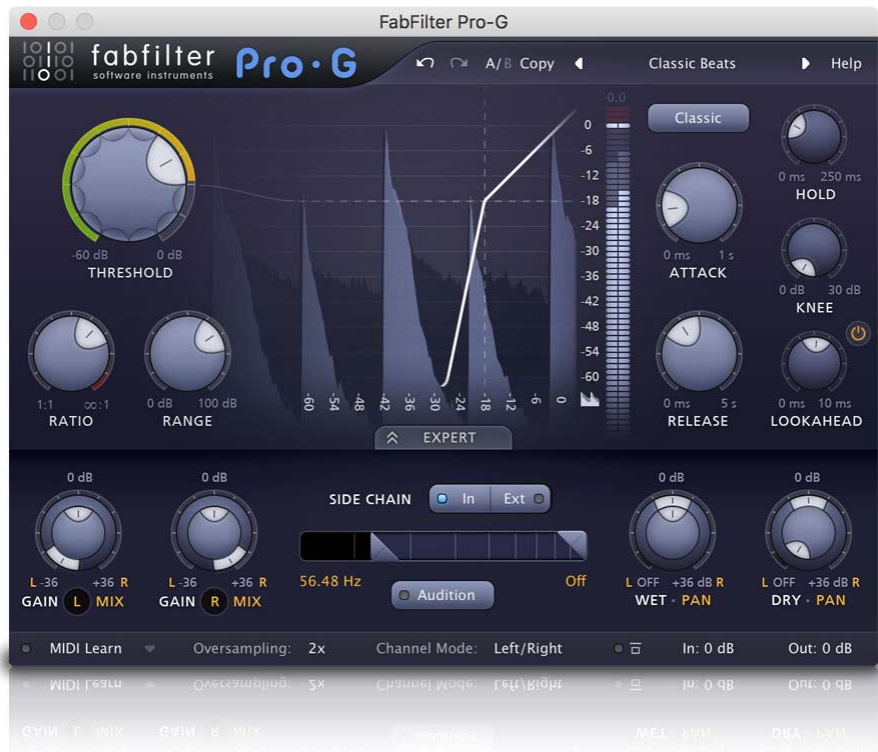 FabFilter Pro-G
fabfilter
software instruments
Pro·G
A/B Copy
Classic Beats
Help
0.0
Classic
0
-6
-12
-18
-24
-30
-36
-42
-48
-54
-60
-60 -54 -48 -42 -36 -30 -24 -18 -12 -6 0
-60 dB 0 dB
THRESHOLD
1:1 ∞:1
RATIO
0 dB 100 dB
RANGE
0 ms 1 s
ATTACK
0 ms 5 s
RELEASE
0 ms 250 ms
HOLD
0 dB 30 dB
KNEE
0 ms 10 ms
LOOKAHEAD
EXPERT
0 dB
L -36 +36 R
GAIN L MIX
0 dB
L -36 +36 R
GAIN R MIX
SIDE CHAIN In Ext
56.48 Hz Off
Audition
0 dB
L OFF +36 dB R
WET · PAN
0 dB
L OFF +36 dB R
DRY · PAN
MIDI Learn Oversampling: 2x Channel Mode: Left/Right In: 0 dB Out: 0 dB